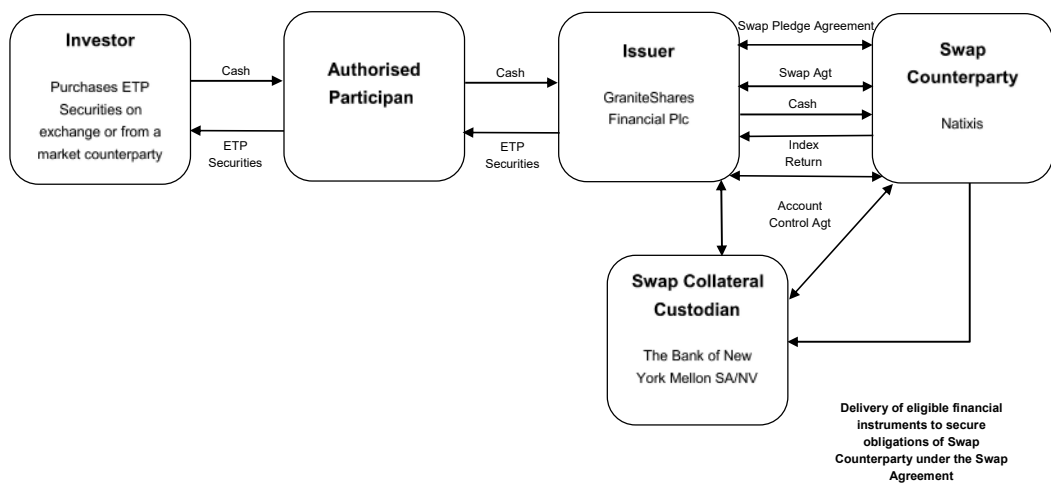 Investor
Purchases ETP
Securities on
exchange or from a
market counterparty
Cash
ETP
Securities
Authorised
Participan
Cash
ETP
Securities
Issuer
GraniteShares
Financial Plc
Swap Pledge Agreement
Swap Agt
Cash
Index
Return
Account
Control Agt
Swap
Counterparty
Natixis
Swap Collateral
Custodian
The Bank of New
York Mellon SA/NV
Delivery of eligible financial
instruments to secure
obligations of Swap
Counterparty under the Swap
Agreement